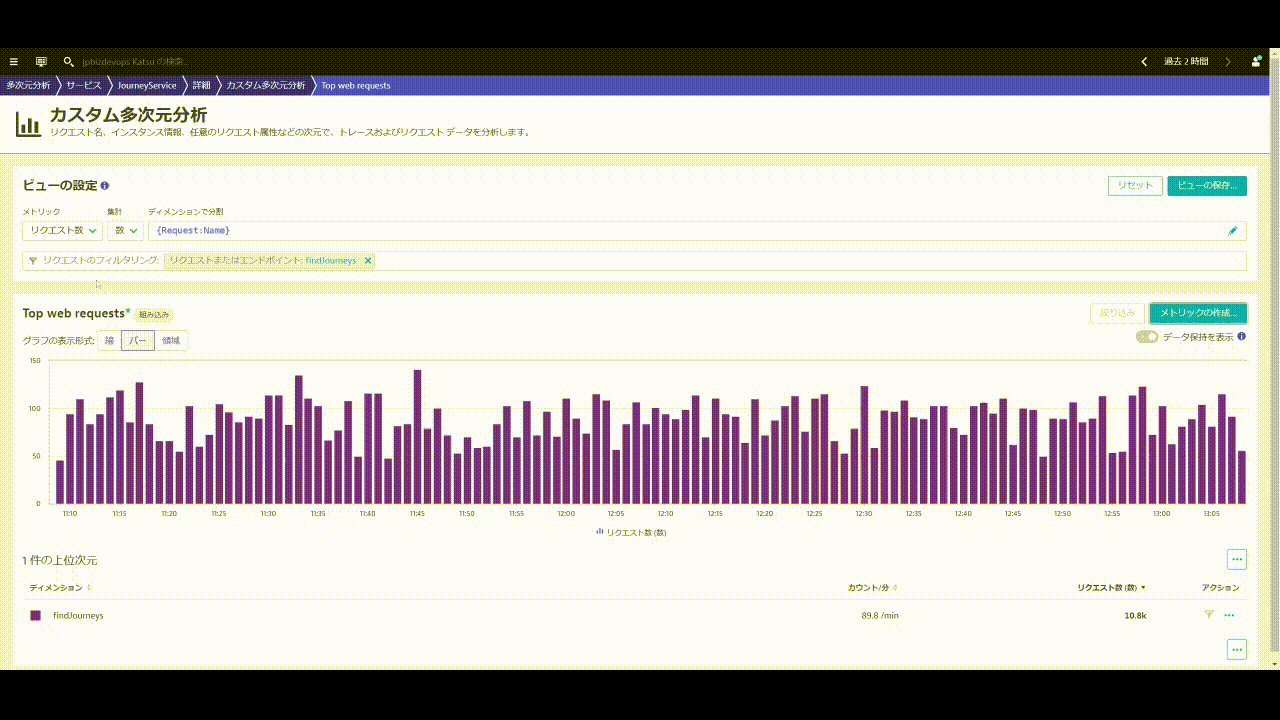 jpbizdevops Katsu の検索...
過去 2 時間
多次元分析 サービス JourneyService 詳細 カスタム多次元分析 Top web requests
カスタム多次元分析
リクエスト名、インスタンス情報、任意のリクエスト属性などの次元で、トレースおよびリクエスト データを分析します。
ビューの設定
リセット ビューの保存...
メトリック 集計 ディメンションで分割
リクエスト数 数 {Request:Name}
リクエストのフィルタリング: リクエストまたはエンドポイント: findJourneys
Top web requests* 組み込み
絞り込み メトリックの作成...
グラフの表示形式: 線 バー 領域
データ保持を表示
150
100
50
0
11:10 11:15 11:20 11:25 11:30 11:35 11:40 11:45 11:50 11:55 12:00 12:05 12:10 12:15 12:20 12:25 12:30 12:35 12:40 12:45 12:50 12:55 13:00 13:05
リクエスト数 (数)
1 件の上位次元
ディメンション カウント/分 リクエスト数 (数) アクション
findJourneys 89.8 /min 10.8k